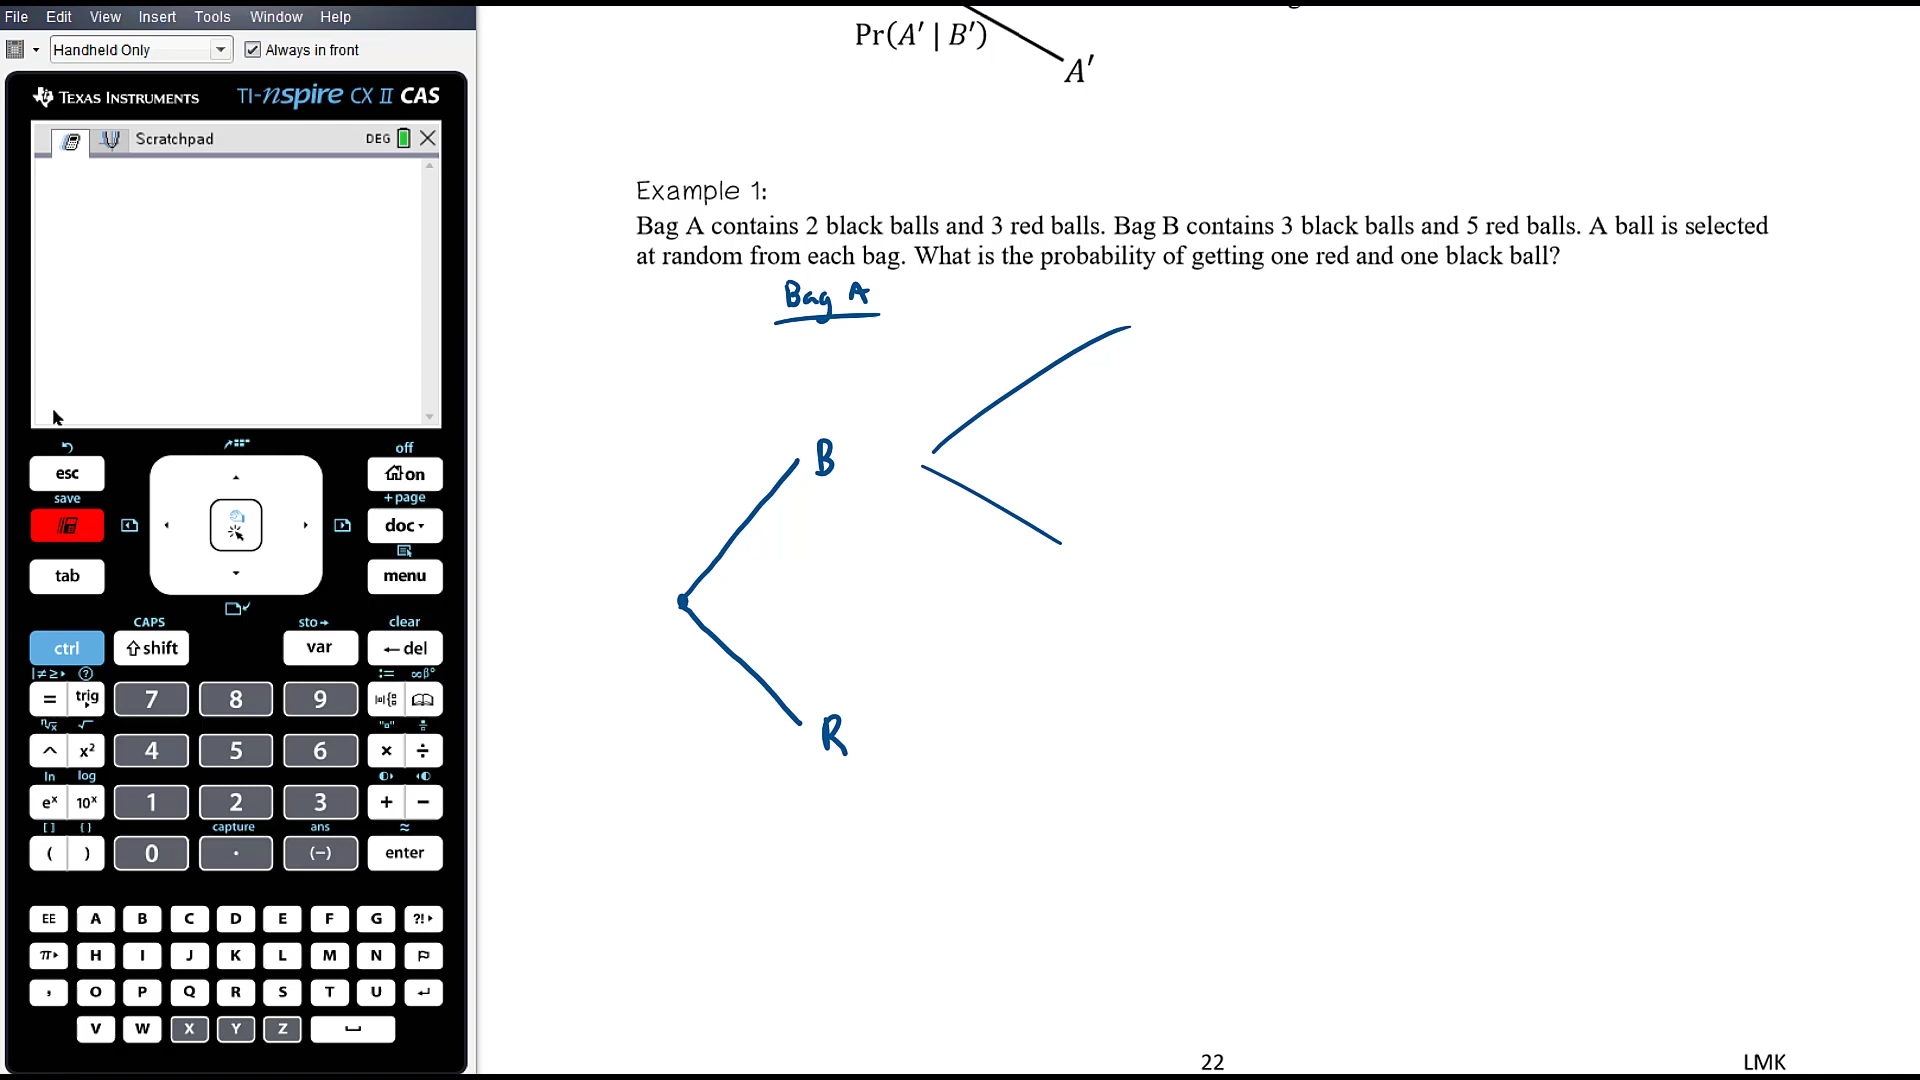 File Edit View Insert Tools Window Help
Handheld Only Always in front
TEXAS INSTRUMENTS TI-nspire CX II CAS
Scratchpad DEG
off
esc on
save +page
doc
tab menu
CAPS sto→ clear
ctrl shift var ←del
|≠≥▸ ? := ∞β°
= trig 7 8 9
ⁿ√x √ "▫"
^ x² 4 5 6 × ÷
ln log
eˣ 10ˣ 1 2 3 + −
[ ] { } capture ans ≈
( ) 0 . (−) enter
EE A B C D E F G ?!▸
π▸ H I J K L M N
, O P Q R S T U
V W X Y Z
Pr(A′ | B′)
A′
Example 1:
Bag A contains 2 black balls and 3 red balls. Bag B contains 3 black balls and 5 red balls. A ball is selected
at random from each bag. What is the probability of getting one red and one black ball?
Bag A
B
R
22 LMK